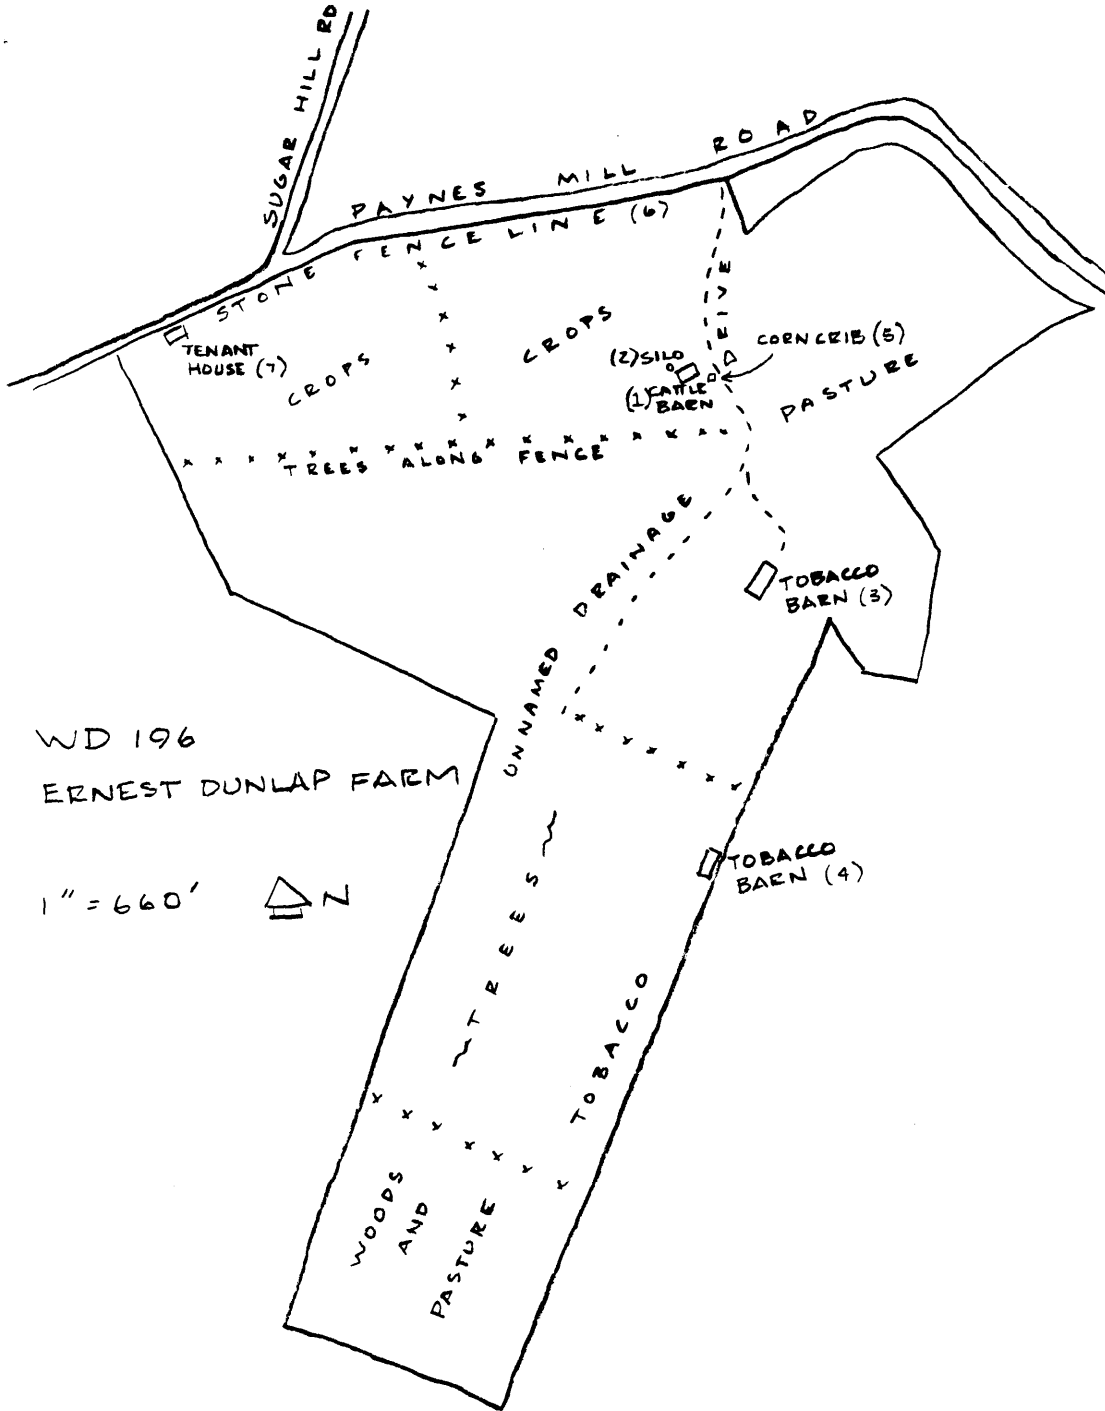 SUGAR HILL RD
PAYNES MILL ROAD
STONE FENCE LINE (6)
TENANT
HOUSE (7)
CROPS
CROPS
DRIVE
(2) SILO
CORN CRIB (5)
(1) CATTLE
BARN
PASTURE
TREES ALONG FENCE
UNNAMED DRAINAGE
TOBACCO
BARN (3)
WD 196
ERNEST DUNLAP FARM
1" = 660' N
TOBACCO
BARN (4)
TREES
TOBACCO
WOODS
AND
PASTURE